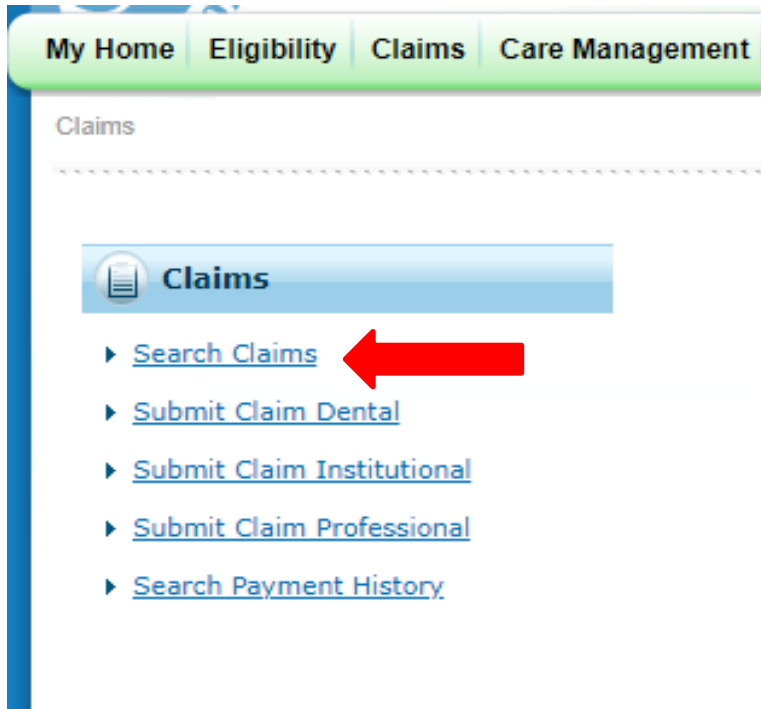 My Home Eligibility Claims Care Management
Claims
Claims
Search Claims
Submit Claim Dental
Submit Claim Institutional
Submit Claim Professional
Search Payment History